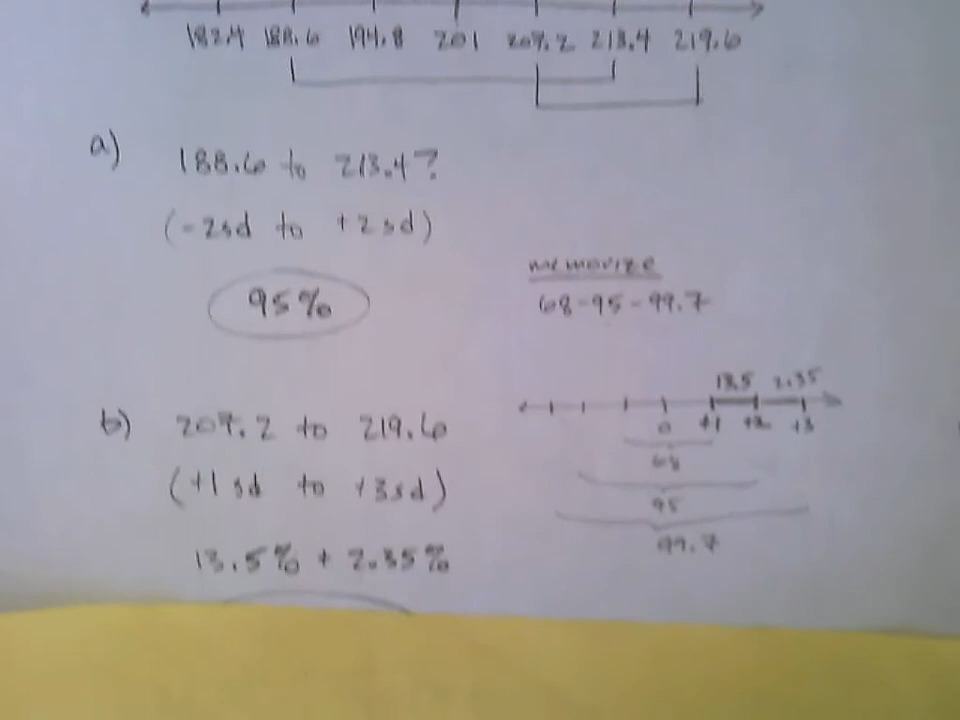 182.4 188.6 194.8 201 207.2 213.4 219.6
a) 188.6 to 213.4?
(-2sd to +2sd)
95%
memorize
68-95-99.7
b) 207.2 to 219.6
(+1sd to +3sd)
13.5% + 2.35%
13.5 2.35
0 +1 +2 +3
68
95
99.7